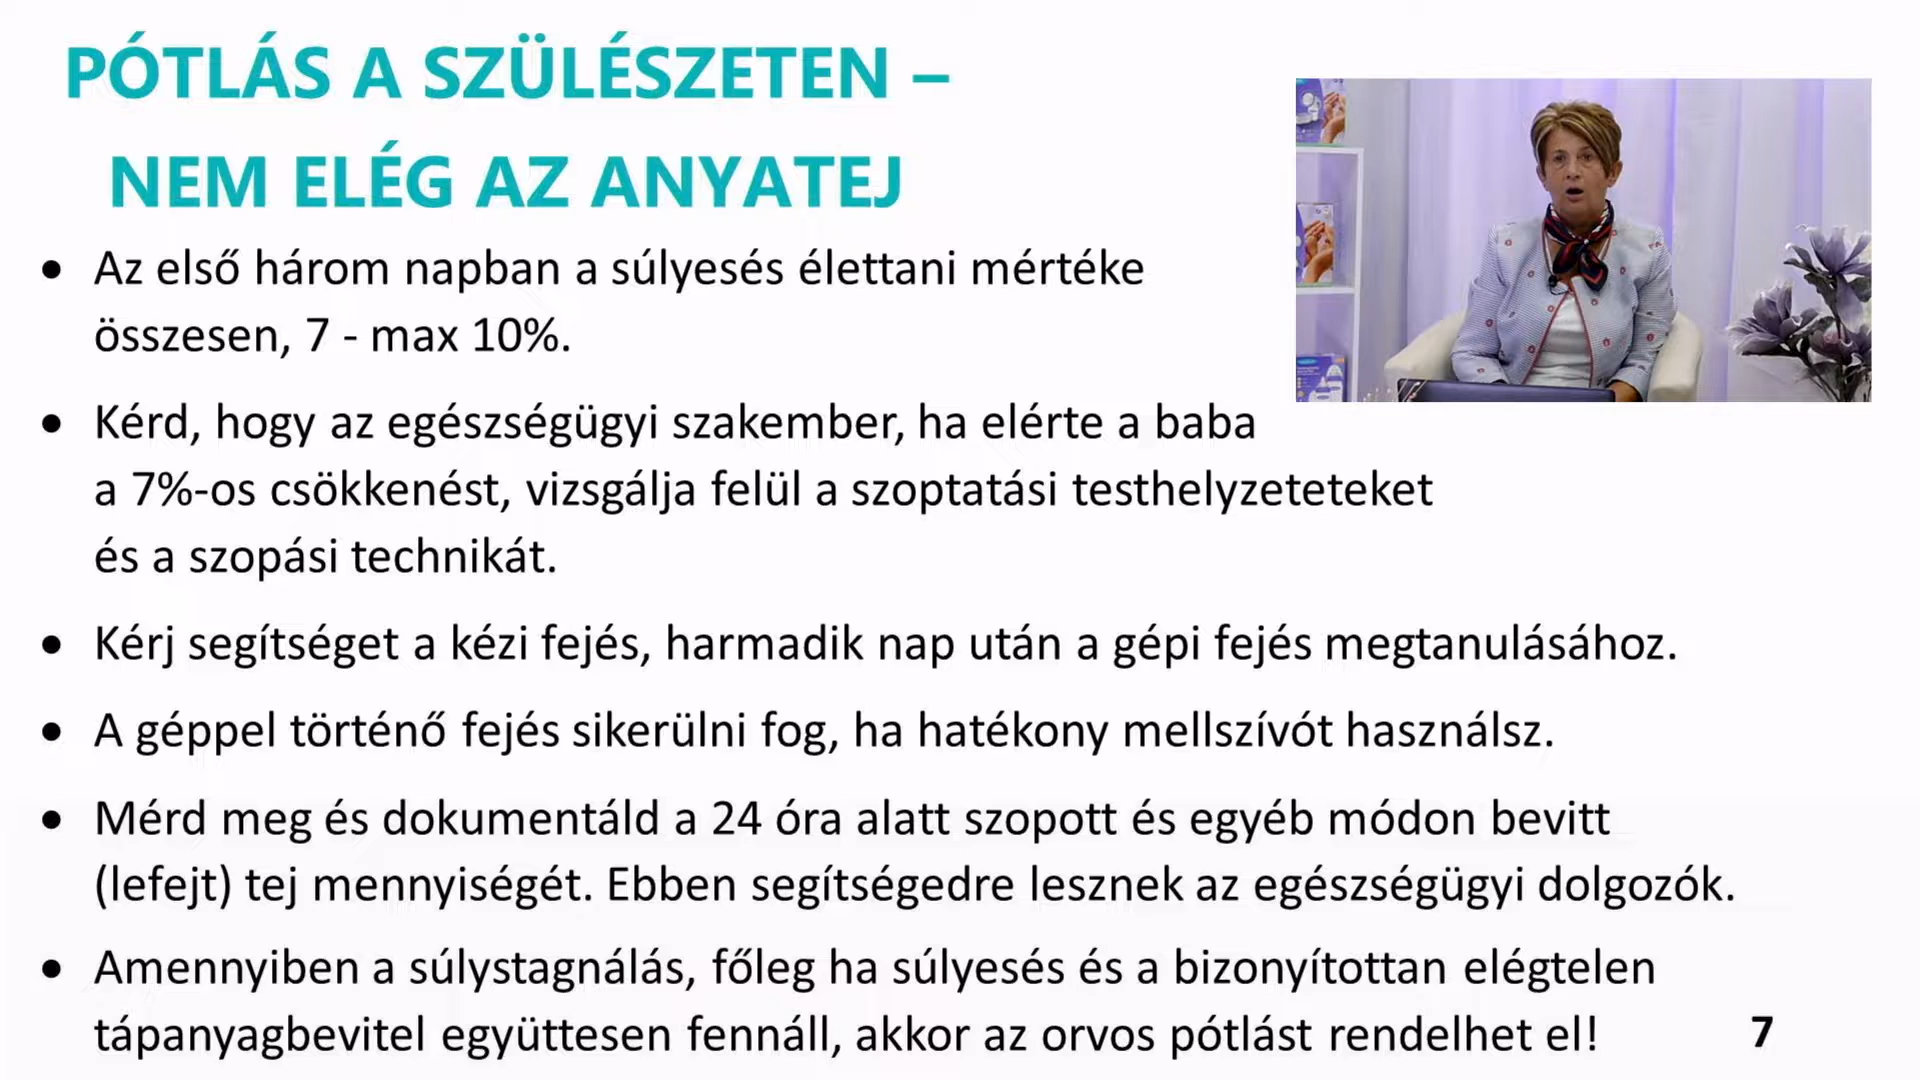 PÓTLÁS A SZÜLÉSZETEN –
NEM ELÉG AZ ANYATEJ
• Az első három napban a súlyesés élettani mértéke
összesen, 7 - max 10%.
• Kérd, hogy az egészségügyi szakember, ha elérte a baba
a 7%-os csökkenést, vizsgálja felül a szoptatási testhelyzeteteket
és a szopási technikát.
• Kérj segítséget a kézi fejés, harmadik nap után a gépi fejés megtanulásához.
• A géppel történő fejés sikerülni fog, ha hatékony mellszívót használsz.
• Mérd meg és dokumentáld a 24 óra alatt szopott és egyéb módon bevitt
(lefejt) tej mennyiségét. Ebben segítségedre lesznek az egészségügyi dolgozók.
• Amennyiben a súlystagnálás, főleg ha súlyesés és a bizonyítottan elégtelen
tápanyagbevitel együttesen fennáll, akkor az orvos pótlást rendelhet el!
7